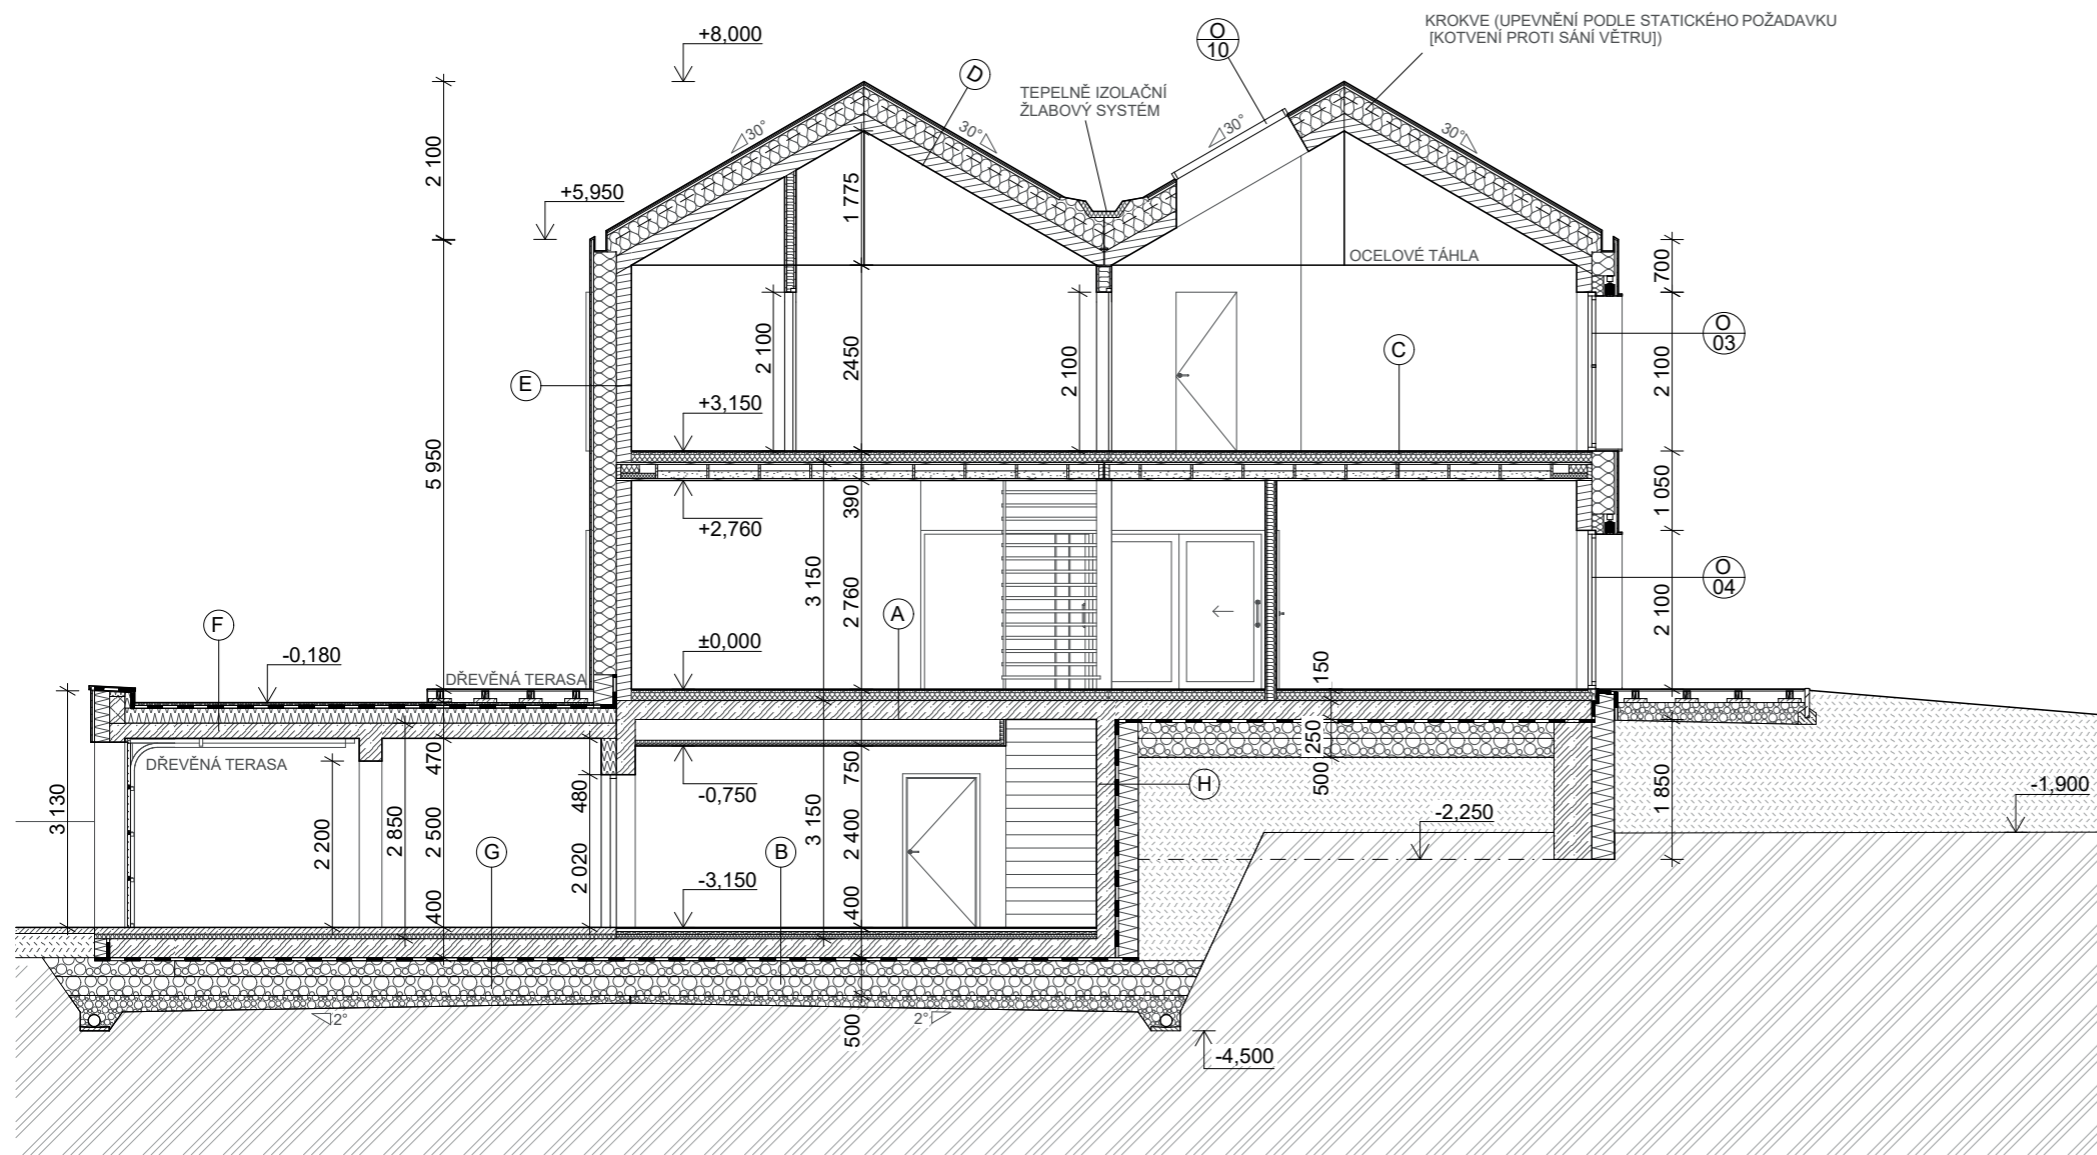 KROKVE (UPEVNĚNÍ PODLE STATICKÉHO POŽADAVKU
[KOTVENÍ PROTI SÁNÍ VĚTRU])
+8,000
O
10
D
TEPELNĚ IZOLAČNÍ
ŽLABOVÝ SYSTÉM
30°
30°
30°
30°
2 100
+5,950
1 775
OCELOVÉ TÁHLA
700
O
03
2 100
2450
2 100
C
2 100
E
+3,150
5 950
390
+2,760
1 050
3 150
2 760
O
04
A
2 100
F
-0,180
±0,000
150
DŘEVĚNÁ TERASA
DŘEVĚNÁ TERASA
470
480
750
-0,750
250
500
H
1 850
-1,900
3 130
2 200
2 850
2 500
2 020
3 150
2 400
-2,250
G
B
-3,150
400
400
2°
2°
500
-4,500